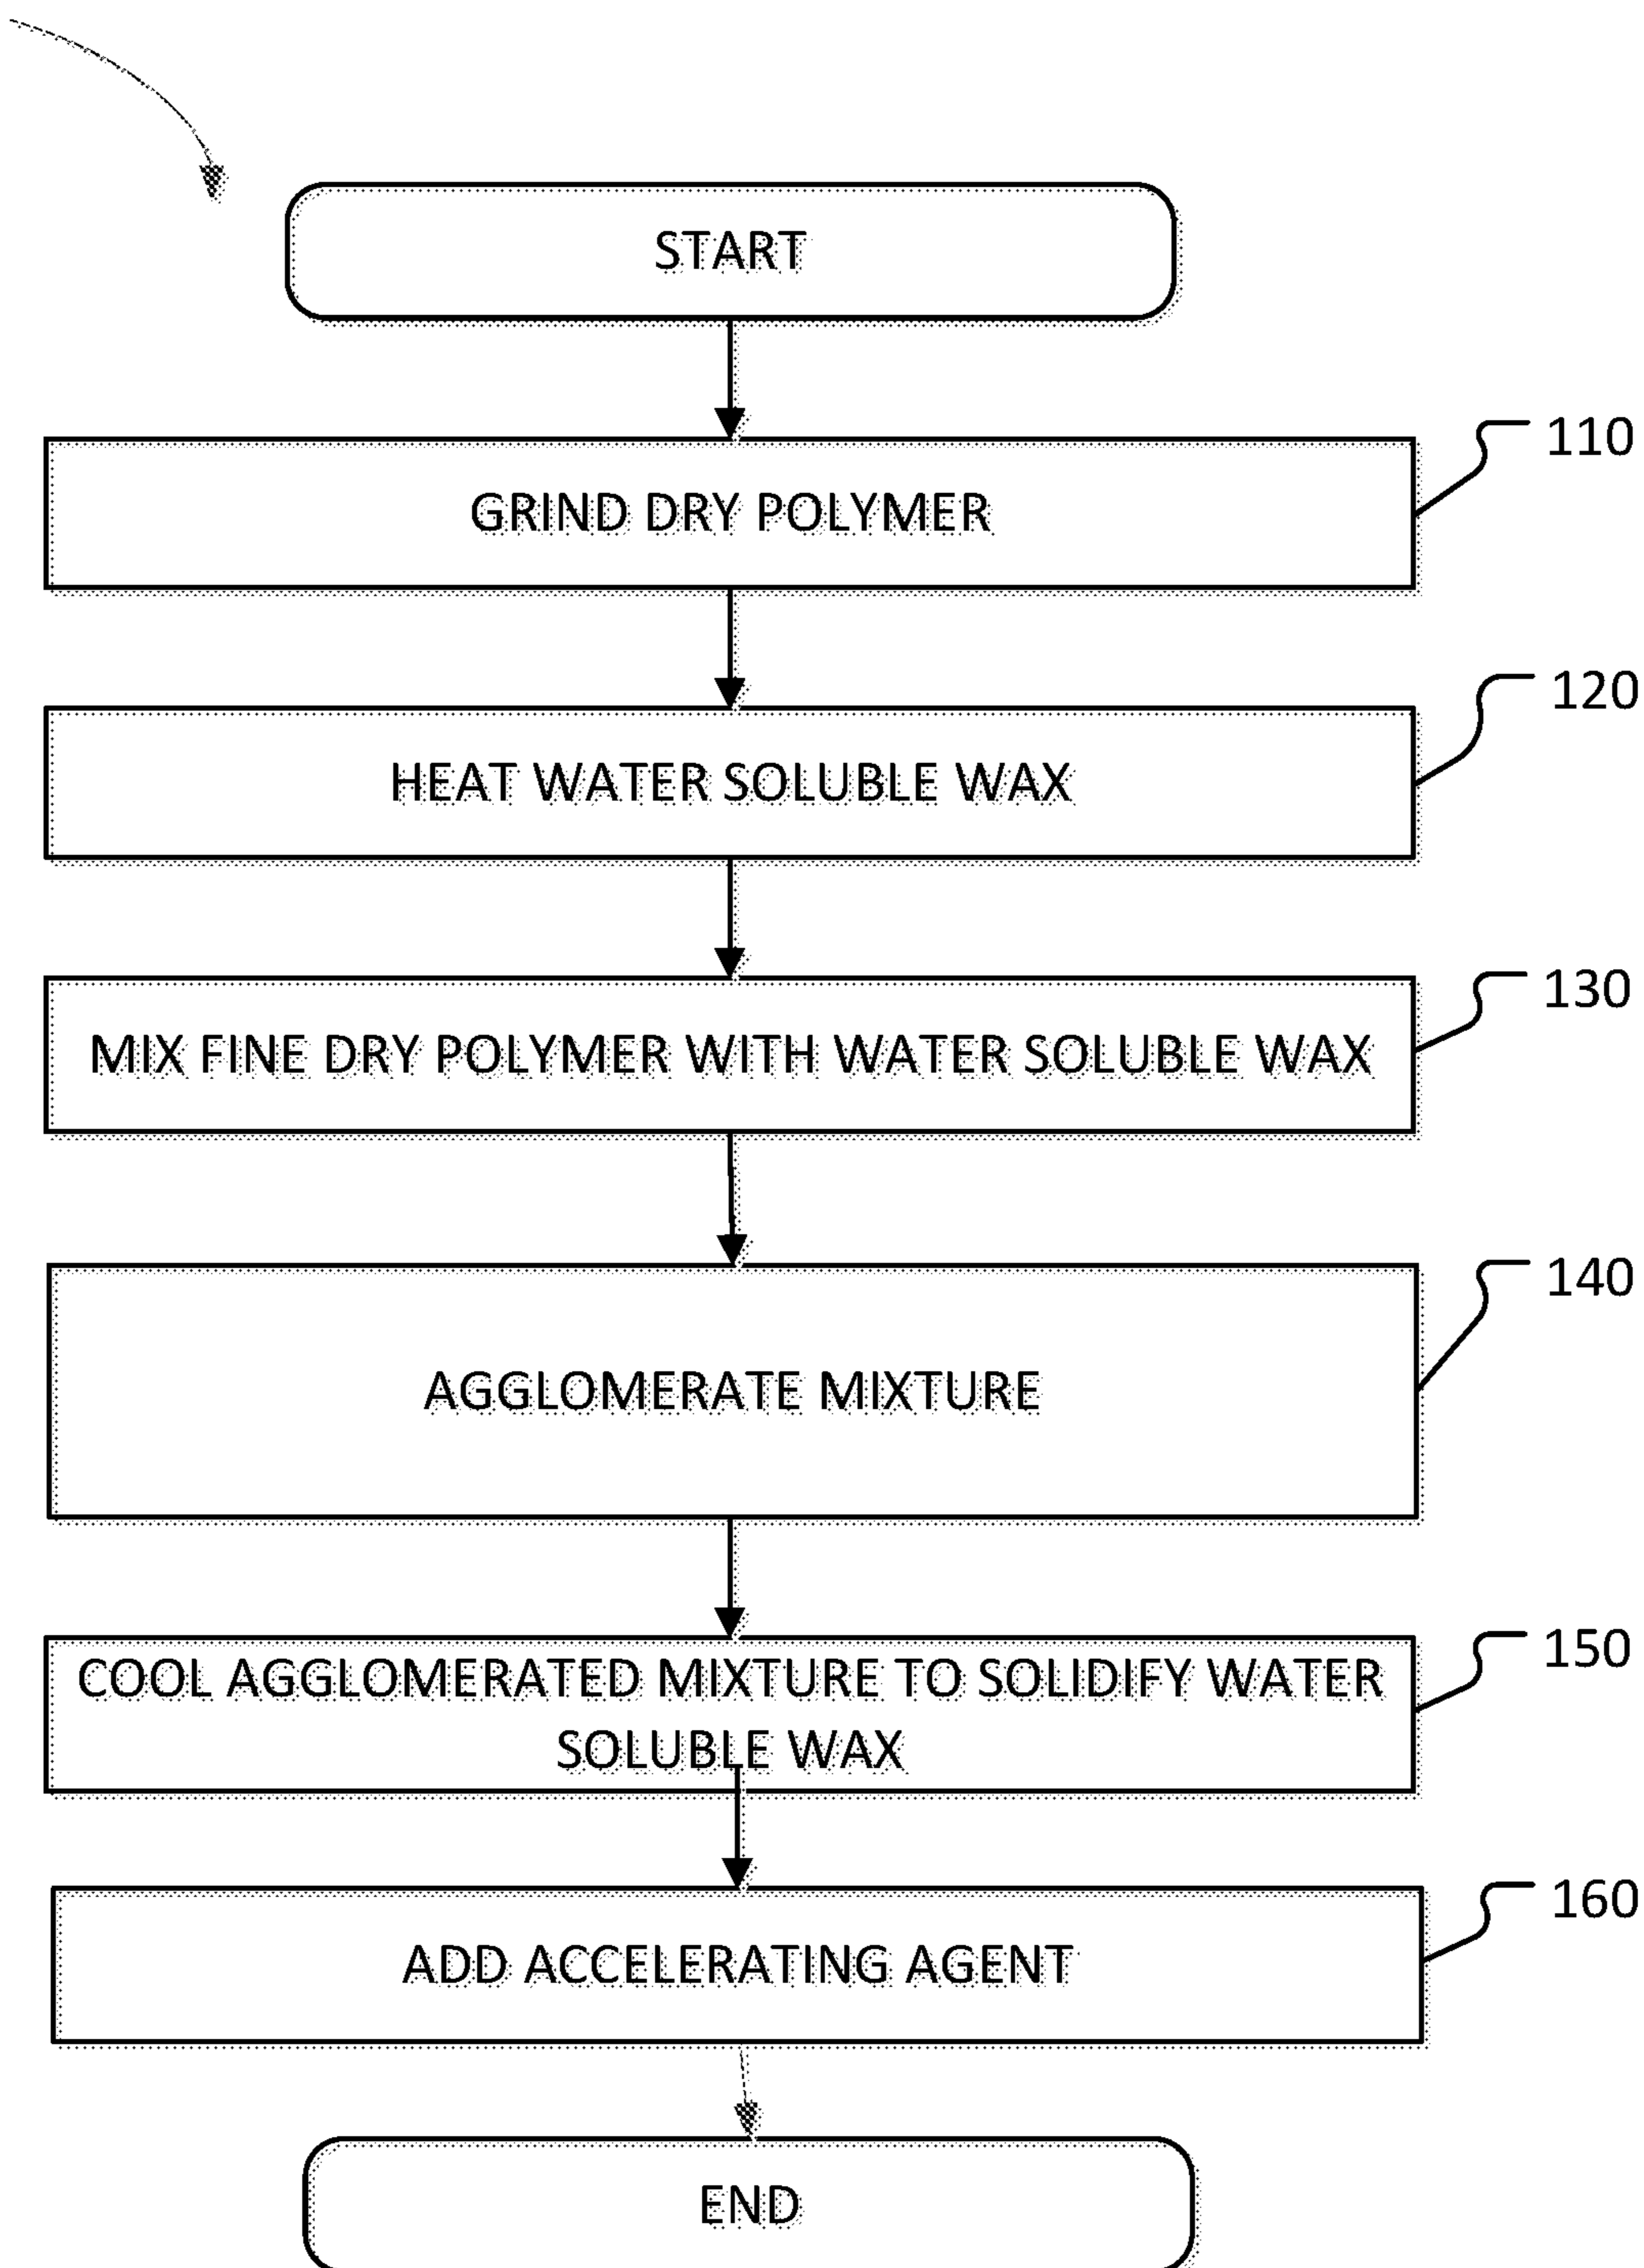 START
GRIND DRY POLYMER
110
HEAT WATER SOLUBLE WAX
120
MIX FINE DRY POLYMER WITH WATER SOLUBLE WAX
130
AGGLOMERATE MIXTURE
140
COOL AGGLOMERATED MIXTURE TO SOLIDIFY WATER
SOLUBLE WAX
150
ADD ACCELERATING AGENT
160
END